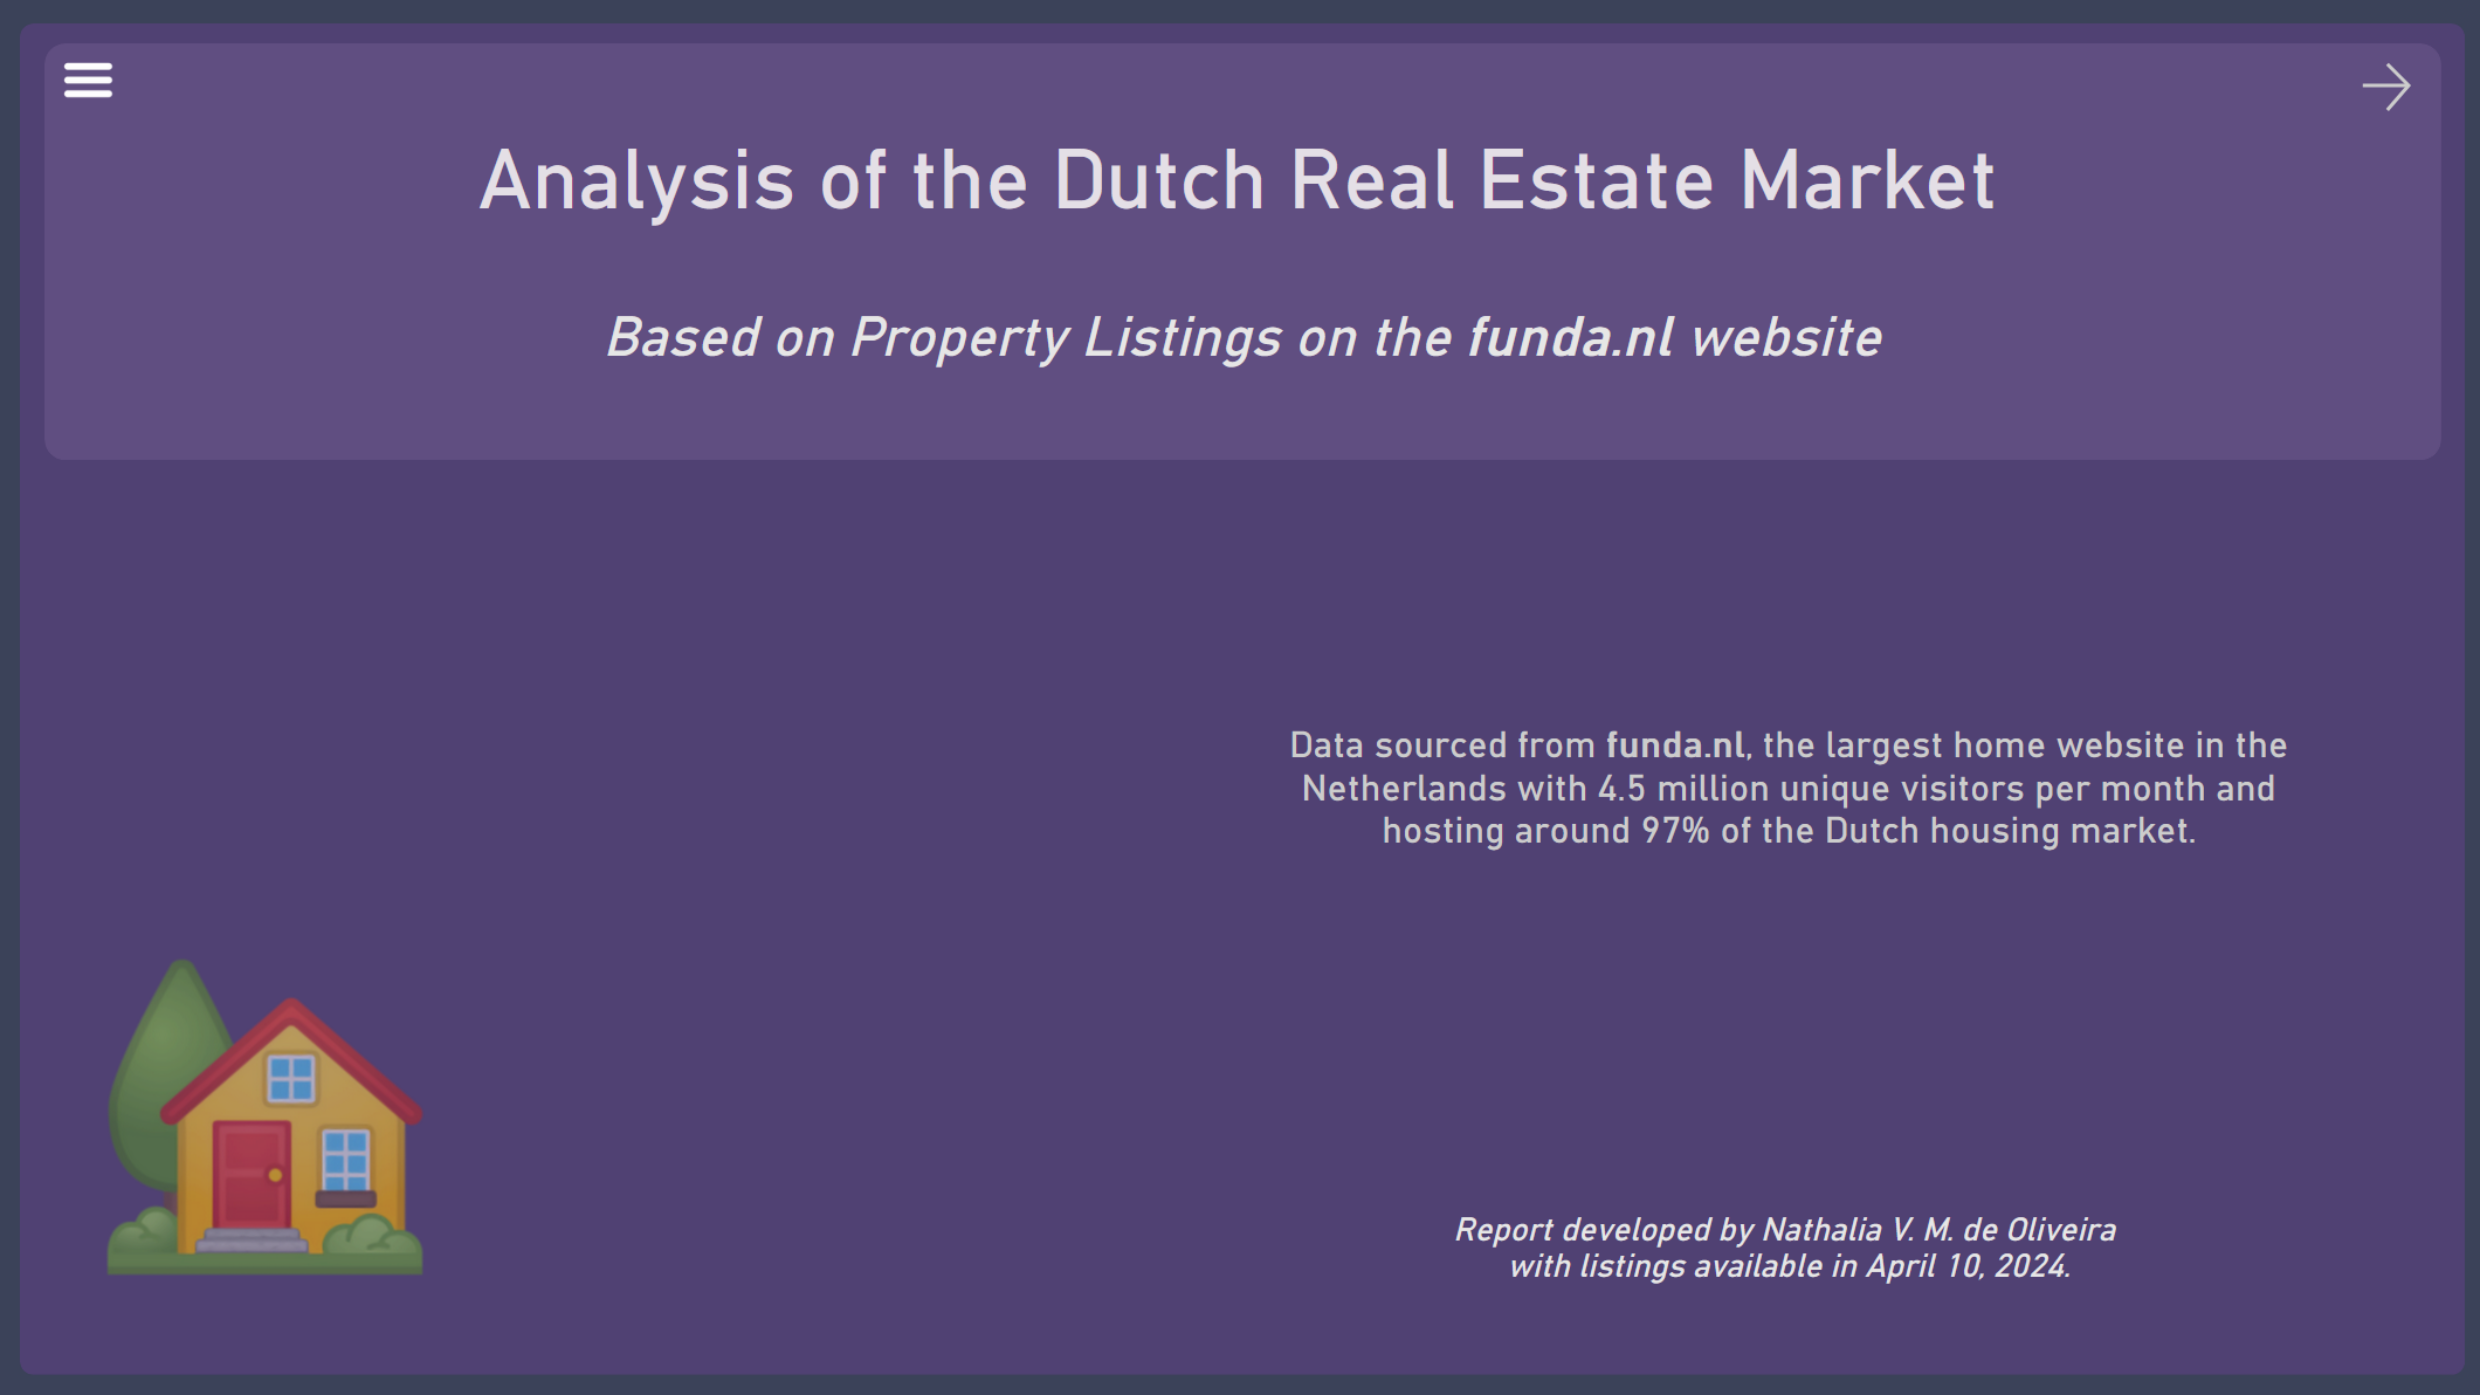 Analysis of the Dutch Real Estate Market
Based on Property Listings on the funda.nl website
Data sourced from funda.nl, the largest home website in the
Netherlands with 4.5 million unique visitors per month and
hosting around 97% of the Dutch housing market.
Report developed by Nathalia V. M. de Oliveira
with listings available in April 10, 2024.